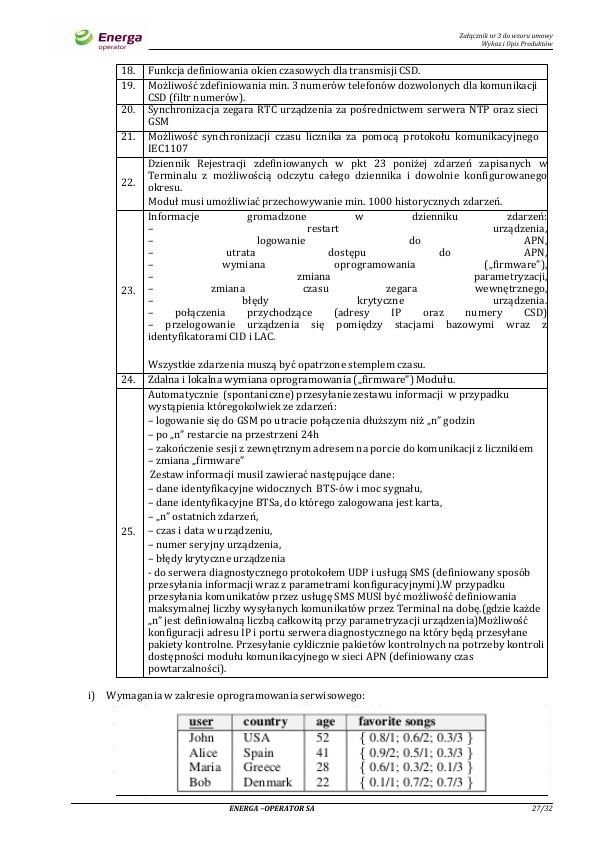 Energa
operator
Załącznik nr 3 do wzoru umowy
Wykaz i Opis Produktów
18. Funkcja definiowania okien czasowych dla transmisji CSD.
19. Możliwość zdefiniowania min. 3 numerów telefonów dozwolonych dla komunikacji
CSD (filtr numerów).
20. Synchronizacja zegara RTC urządzenia za pośrednictwem serwera NTP oraz sieci
GSM
21. Możliwość synchronizacji czasu licznika za pomocą protokołu komunikacyjnego
IEC1107
22. Dziennik Rejestracji zdefiniowanych w pkt 23 poniżej zdarzeń zapisanych w
Terminalu z możliwością odczytu całego dziennika i dowolnie konfigurowanego
okresu.
Moduł musi umożliwiać przechowywanie min. 1000 historycznych zdarzeń.
23. Informacje gromadzone w dzienniku zdarzeń:
– restart urządzenia,
– logowanie do APN,
– utrata dostępu do APN,
– wymiana oprogramowania („firmware”),
– zmiana parametryzacji,
– zmiana czasu zegara wewnętrznego,
– błędy krytyczne urządzenia.
– połączenia przychodzące (adresy IP oraz numery CSD)
– przelogowanie urządzenia się pomiędzy stacjami bazowymi wraz z
identyfikatorami CID i LAC.
Wszystkie zdarzenia muszą być opatrzone stemplem czasu.
24. Zdalna i lokalna wymiana oprogramowania („firmware”) Modułu.
25. Automatycznie (spontaniczne) przesyłanie zestawu informacji w przypadku
wystąpienia któregokolwiek ze zdarzeń:
– logowanie się do GSM po utracie połączenia dłuższym niż „n” godzin
– po „n” restarcie na przestrzeni 24h
– zakończenie sesji z zewnętrznym adresem na porcie do komunikacji z licznikiem
– zmiana „firmware”
Zestaw informacji musil zawierać następujące dane:
– dane identyfikacyjne widocznych BTS-ów i moc sygnału,
– dane identyfikacyjne BTSa, do którego zalogowana jest karta,
– „n” ostatnich zdarzeń,
– czas i data w urządzeniu,
– numer seryjny urządzenia,
– błędy krytyczne urządzenia
- do serwera diagnostycznego protokołem UDP i usługą SMS (definiowany sposób
przesyłania informacji wraz z parametrami konfiguracyjnymi).W przypadku
przesyłania komunikatów przez usługę SMS MUSI być możliwość definiowania
maksymalnej liczby wysyłanych komunikatów przez Terminal na dobę.(gdzie każde
„n” jest definiowalną liczbą całkowitą przy parametryzacji urządzenia)Możliwość
konfiguracji adresu IP i portu serwera diagnostycznego na który będą przesyłane
pakiety kontrolne. Przesyłanie cyklicznie pakietów kontrolnych na potrzeby kontroli
dostępności modułu komunikacyjnego w sieci APN (definiowany czas
powtarzalności).
i) Wymagania w zakresie oprogramowania serwisowego:
user country age favorite songs
John USA 52 { 0.8/1; 0.6/2; 0.3/3 }
Alice Spain 41 { 0.9/2; 0.5/1; 0.3/3 }
Maria Greece 28 { 0.6/1; 0.3/2; 0.1/3 }
Bob Denmark 22 { 0.1/1; 0.7/2; 0.7/3 }
ENERGA –OPERATOR SA 27/32